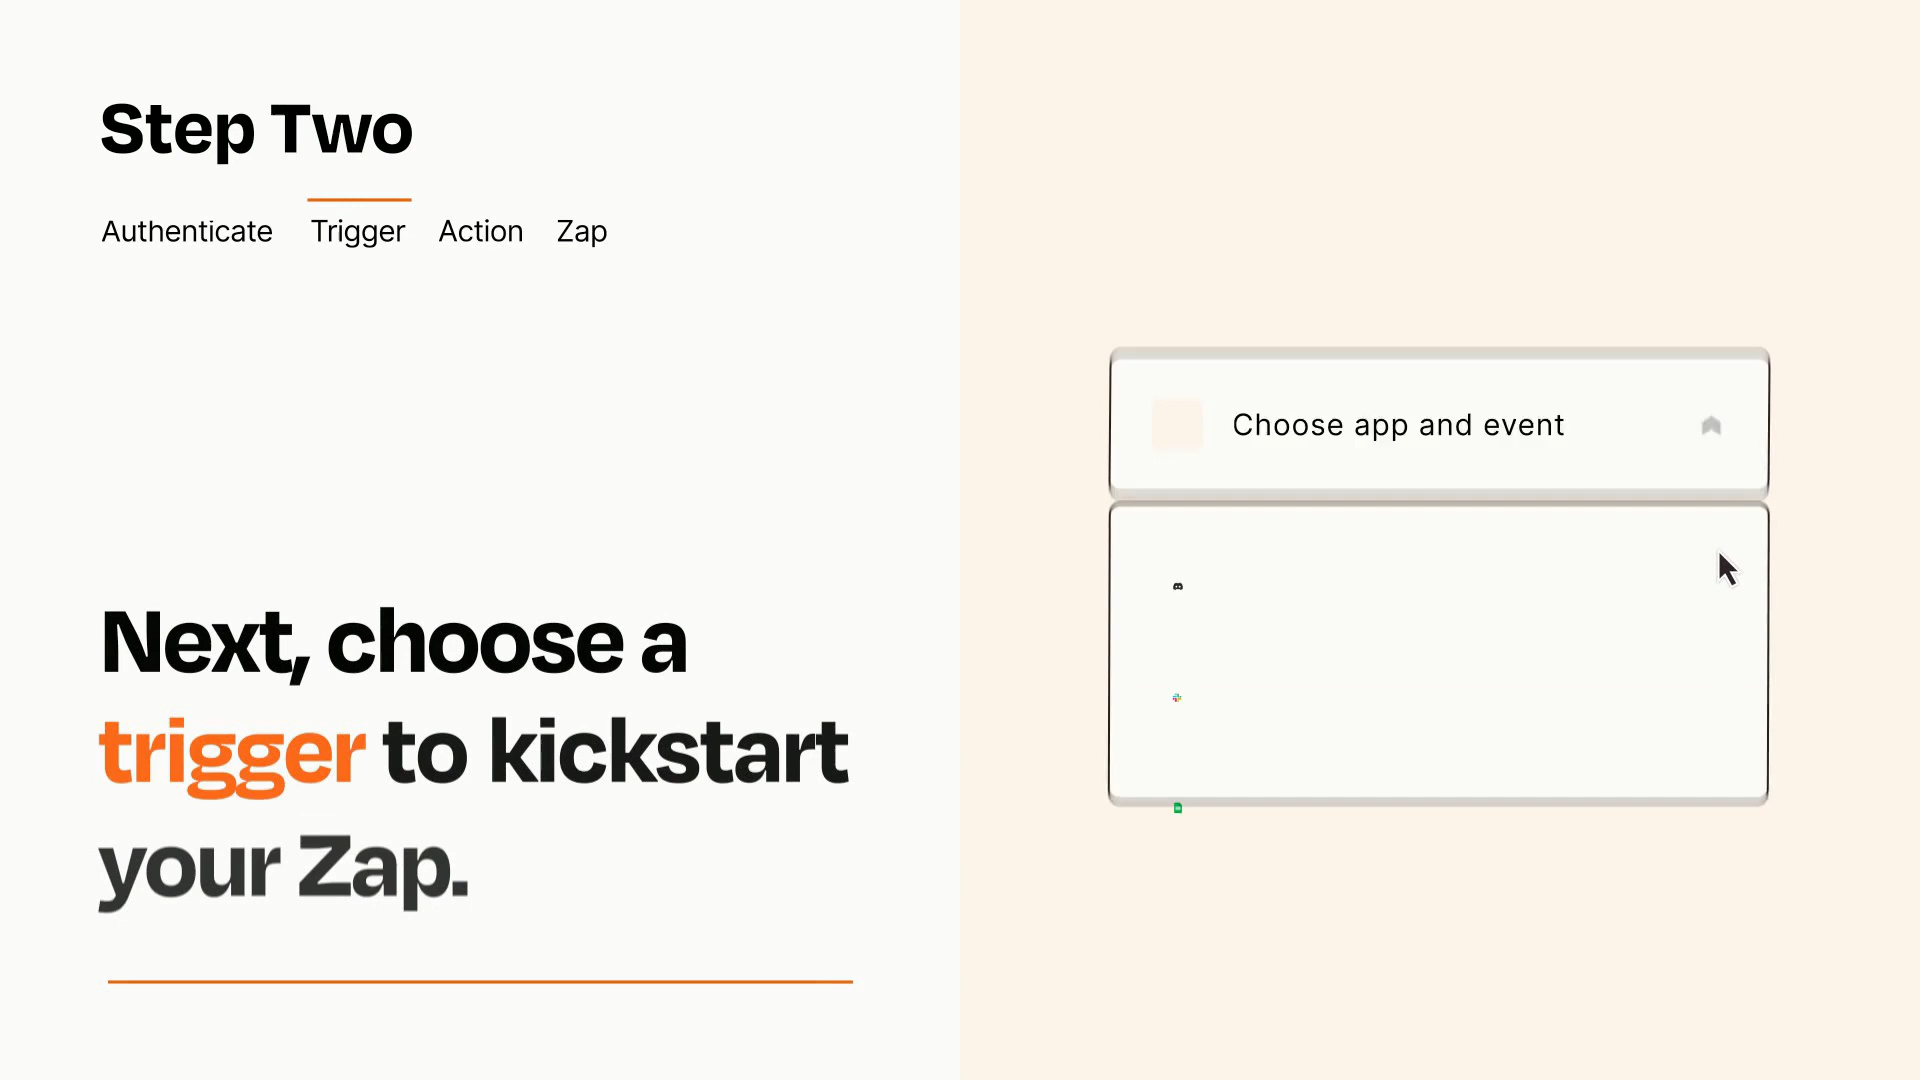 Step Two
Authenticate Trigger Action Zap
Next, choose a
trigger to kickstart
your Zap.
Choose app and event